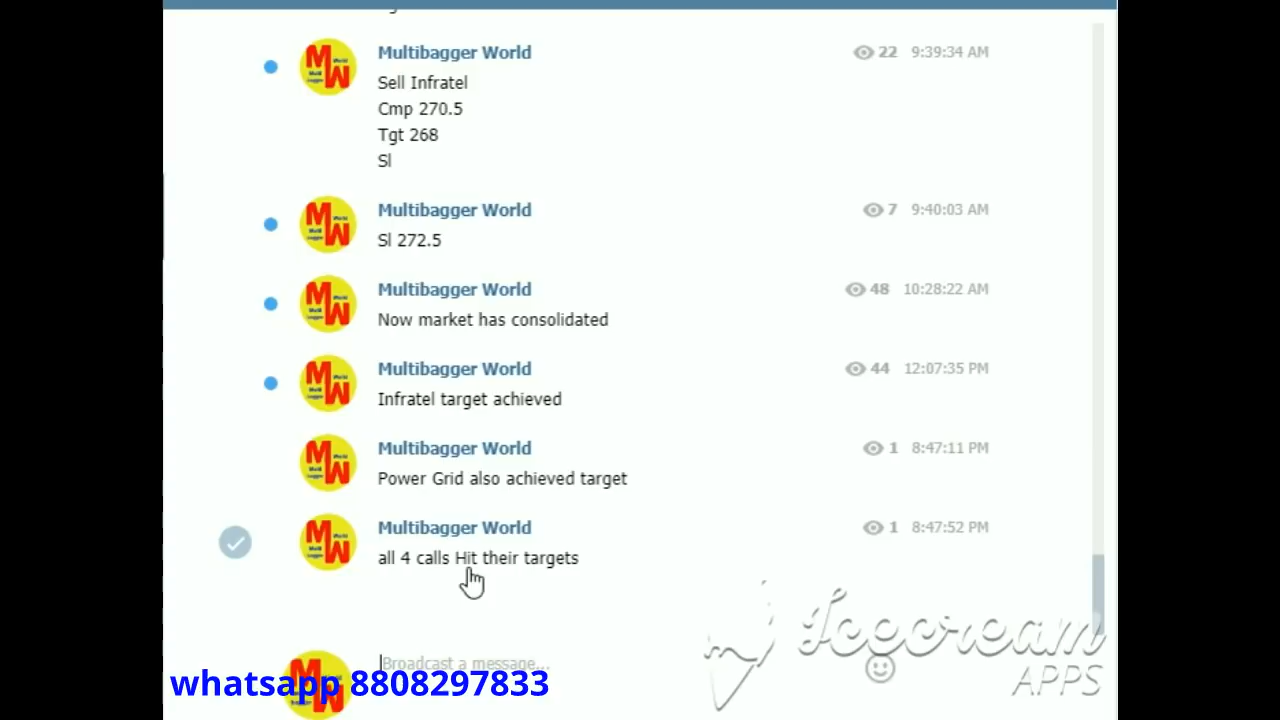 Multibagger World 22 9:39:34 AM
Sell Infratel
Cmp 270.5
Tgt 268
Sl
Multibagger World 7 9:40:03 AM
Sl 272.5
Multibagger World 48 10:28:22 AM
Now market has consolidated
Multibagger World 44 12:07:35 PM
Infratel target achieved
Multibagger World 1 8:47:11 PM
Power Grid also achieved target
Multibagger World 1 8:47:52 PM
all 4 calls Hit their targets
Icecream
APPS
Broadcast a message...
whatsapp 8808297833